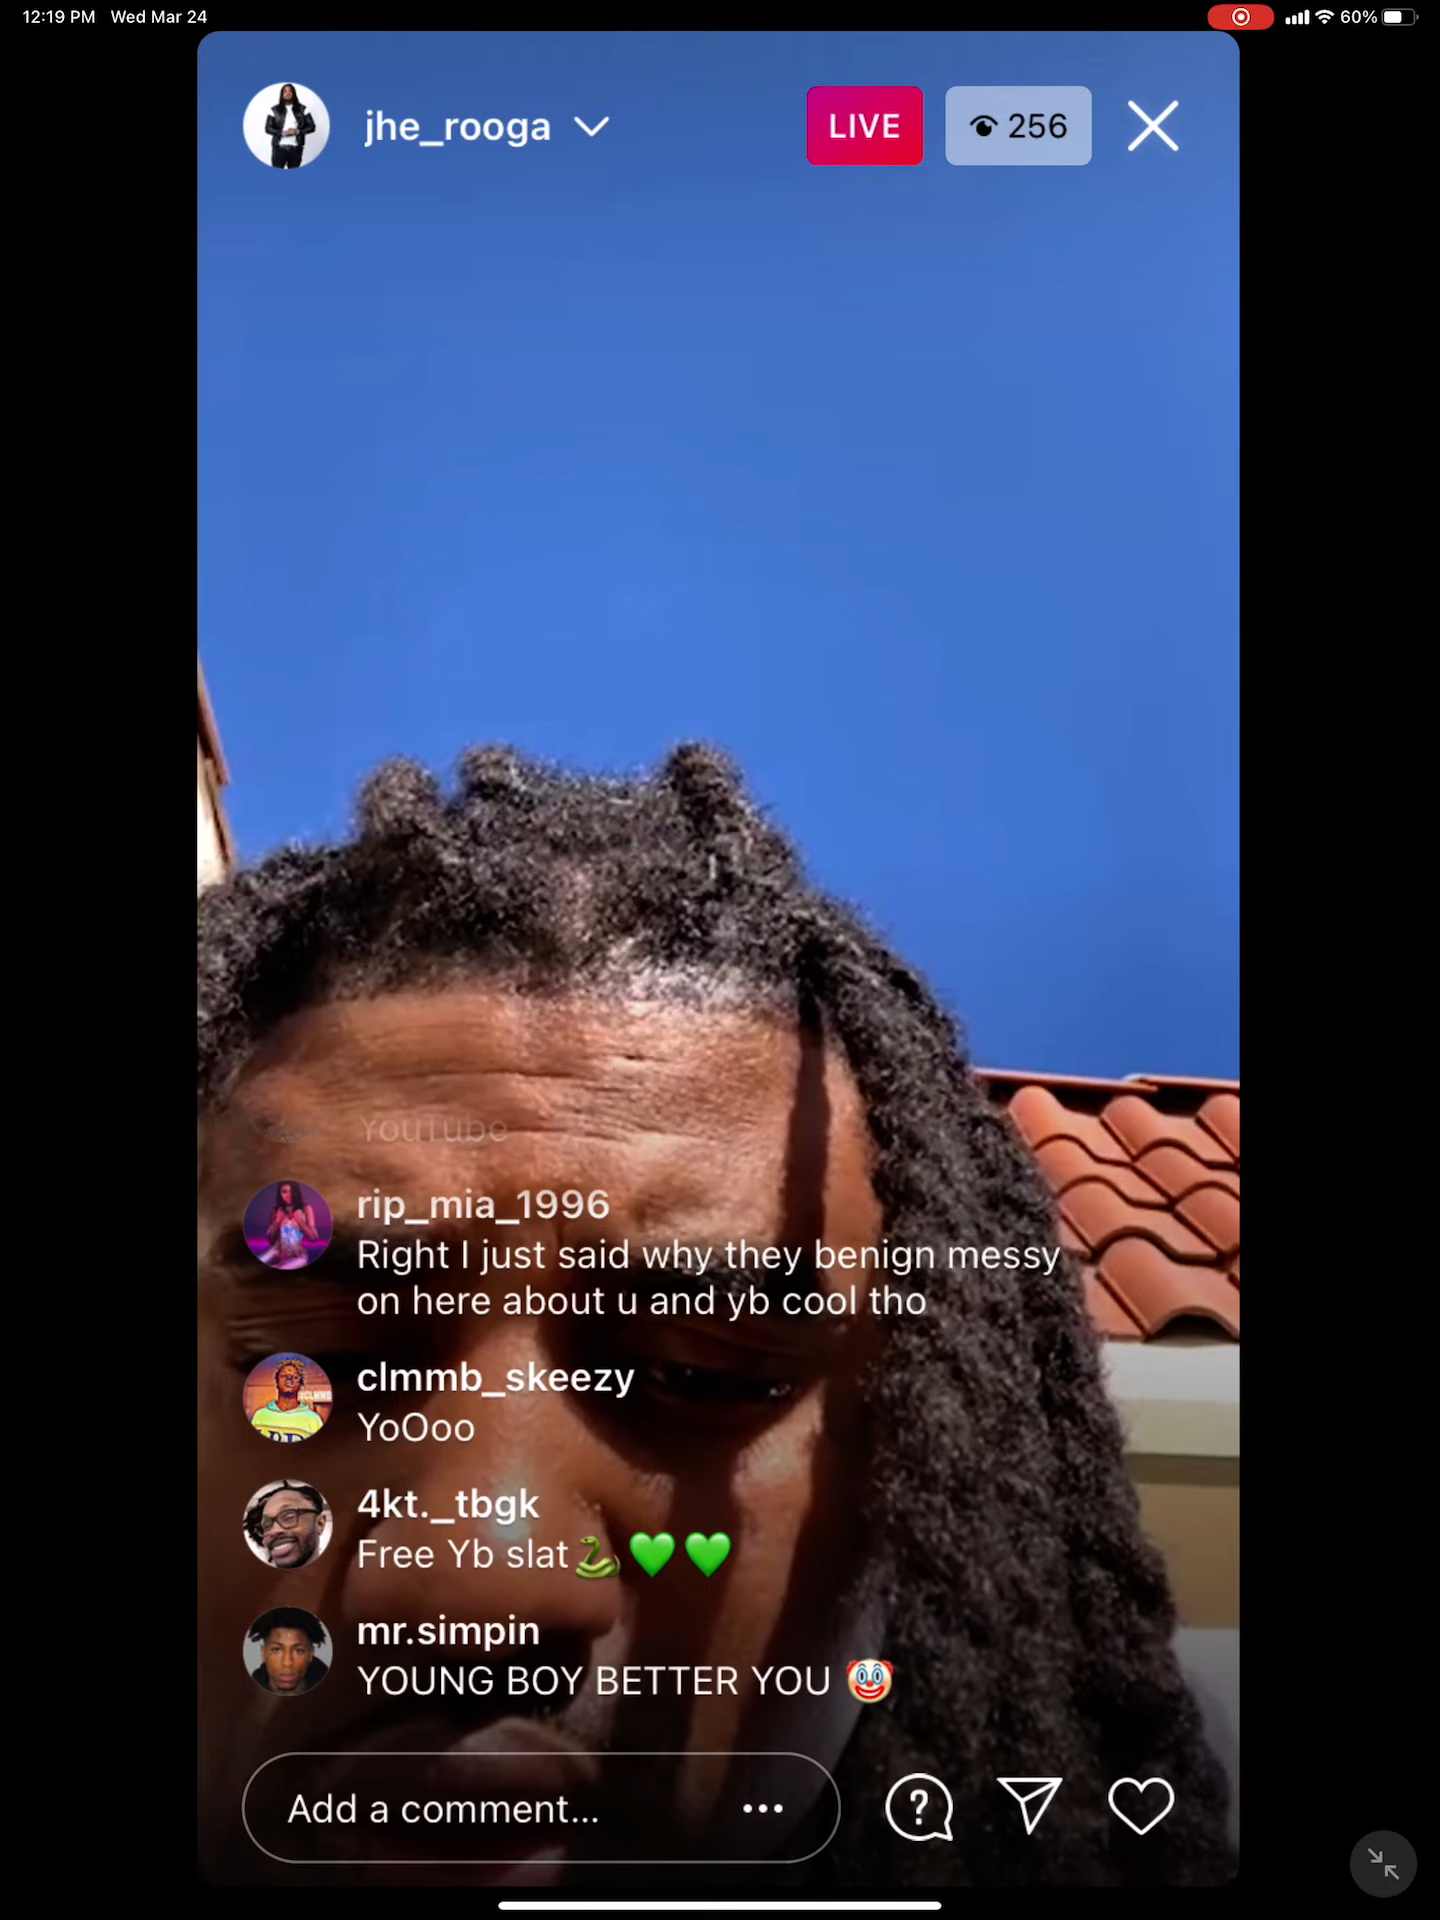 12:19 PM Wed Mar 24
60%
jhe_rooga
LIVE
256
YouTube
rip_mia_1996
Right I just said why they benign messy
on here about u and yb cool tho
clmmb_skeezy
YoOoo
4kt._tbgk
Free Yb slat🐍💚💚
mr.simpin
YOUNG BOY BETTER YOU 🤡
Add a comment...